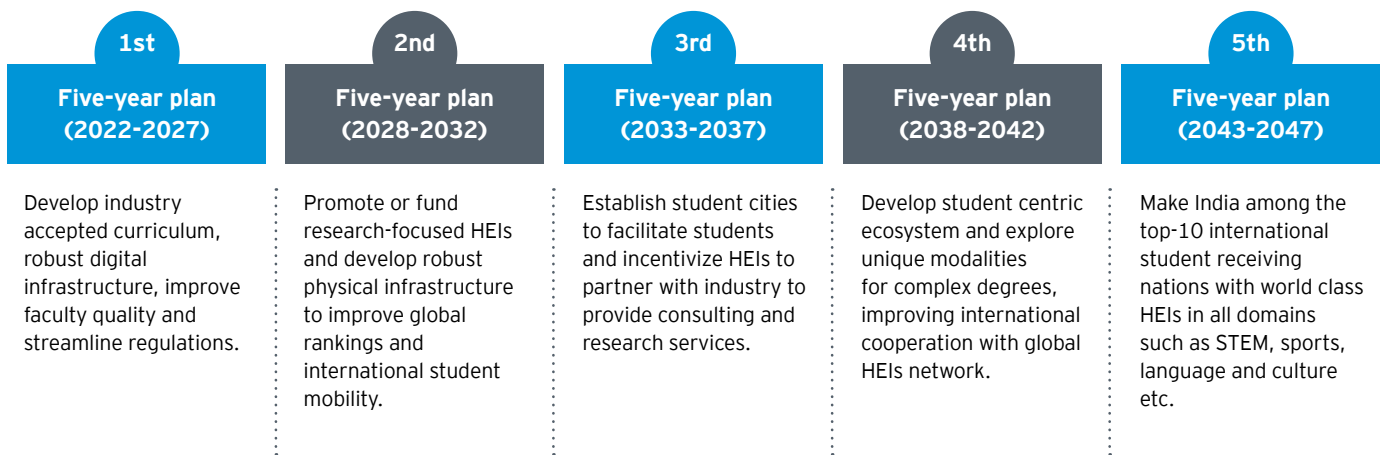 1st
Five-year plan
(2022-2027)
Develop industry
accepted curriculum,
robust digital
infrastructure, improve
faculty quality and
streamline regulations.
2nd
Five-year plan
(2028-2032)
Promote or fund
research-focused HEIs
and develop robust
physical infrastructure
to improve global
rankings and
international student
mobility.
3rd
Five-year plan
(2033-2037)
Establish student cities
to facilitate students
and incentivize HEIs to
partner with industry to
provide consulting and
research services.
4th
Five-year plan
(2038-2042)
Develop student centric
ecosystem and explore
unique modalities
for complex degrees,
improving international
cooperation with global
HEIs network.
5th
Five-year plan
(2043-2047)
Make India among the
top-10 international
student receiving
nations with world class
HEIs in all domains
such as STEM, sports,
language and culture
etc.